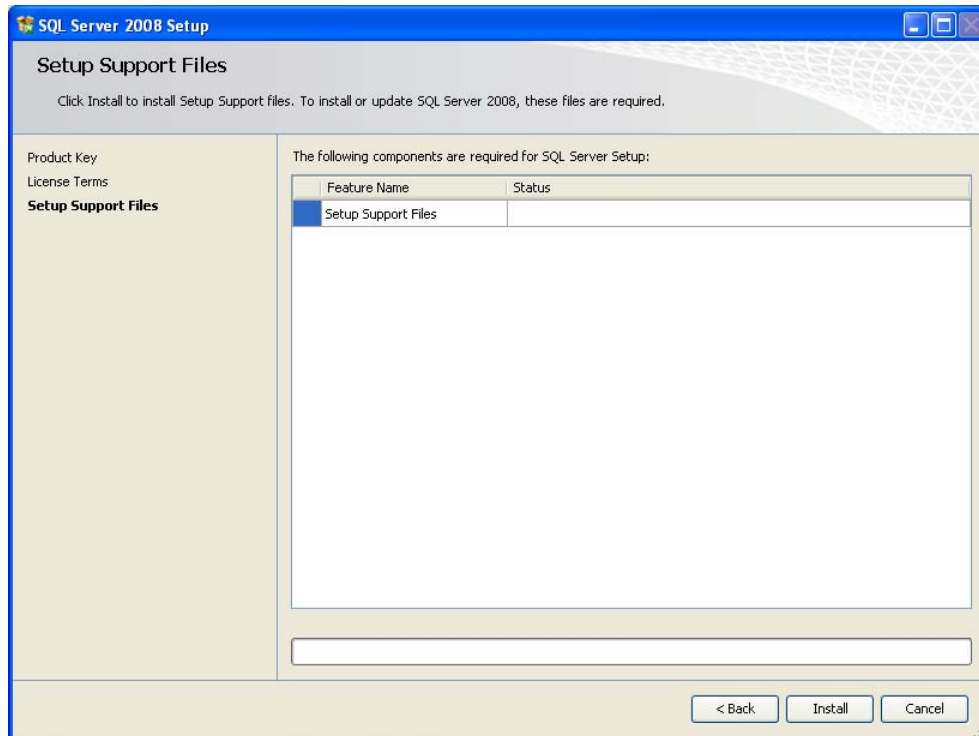 SQL Server 2008 Setup
Setup Support Files
Click Install to install Setup Support files. To install or update SQL Server 2008, these files are required.
Product Key
License Terms
Setup Support Files
The following components are required for SQL Server Setup:
Feature Name Status
Setup Support Files
< Back Install Cancel